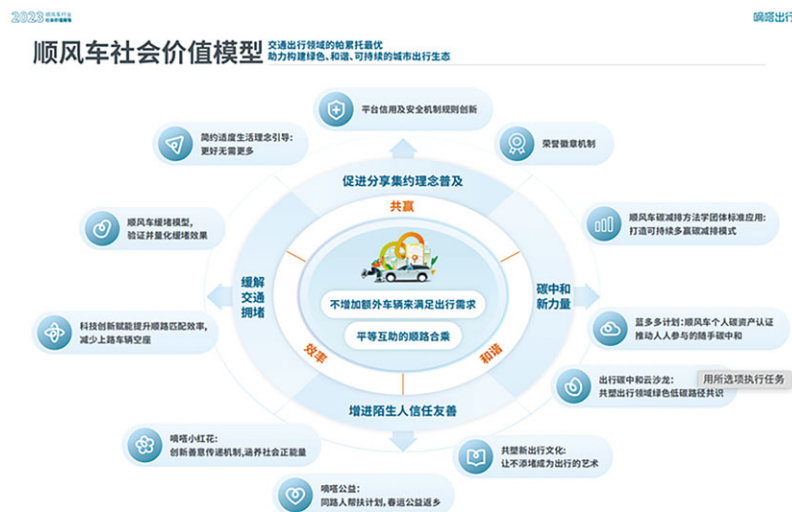 2023 顺风车行业
社会价值报告
嘀嗒出行
顺风车社会价值模型
交通出行领域的帕累托最优
助力构建绿色、和谐、可持续的城市出行生态
平台信用及安全机制规则创新
简约适度生活理念引导:
更好无需更多
荣誉徽章机制
促进分享集约理念普及
共赢
顺风车缓堵模型,
验证并量化缓堵效果
顺风车碳减排方法学团体标准应用:
打造可持续多赢碳减排模式
缓解
交通
拥堵
不增加额外车辆来满足出行需求
平等互助的顺路合乘
碳中和
新力量
科技创新赋能提升顺路匹配效率,
减少上路车辆空座
蓝多多计划:顺风车个人碳资产认证
推动人人参与的随手碳中和
效率
和谐
出行碳中和云沙龙:
共塑出行领域绿色低碳路径共识
用所选项执行任务
增进陌生人信任友善
嘀嗒小红花:
创新善意传递机制,涵养社会正能量
共塑新出行文化:
让不添堵成为出行的艺术
嘀嗒公益:
同路人帮扶计划,春运公益返乡